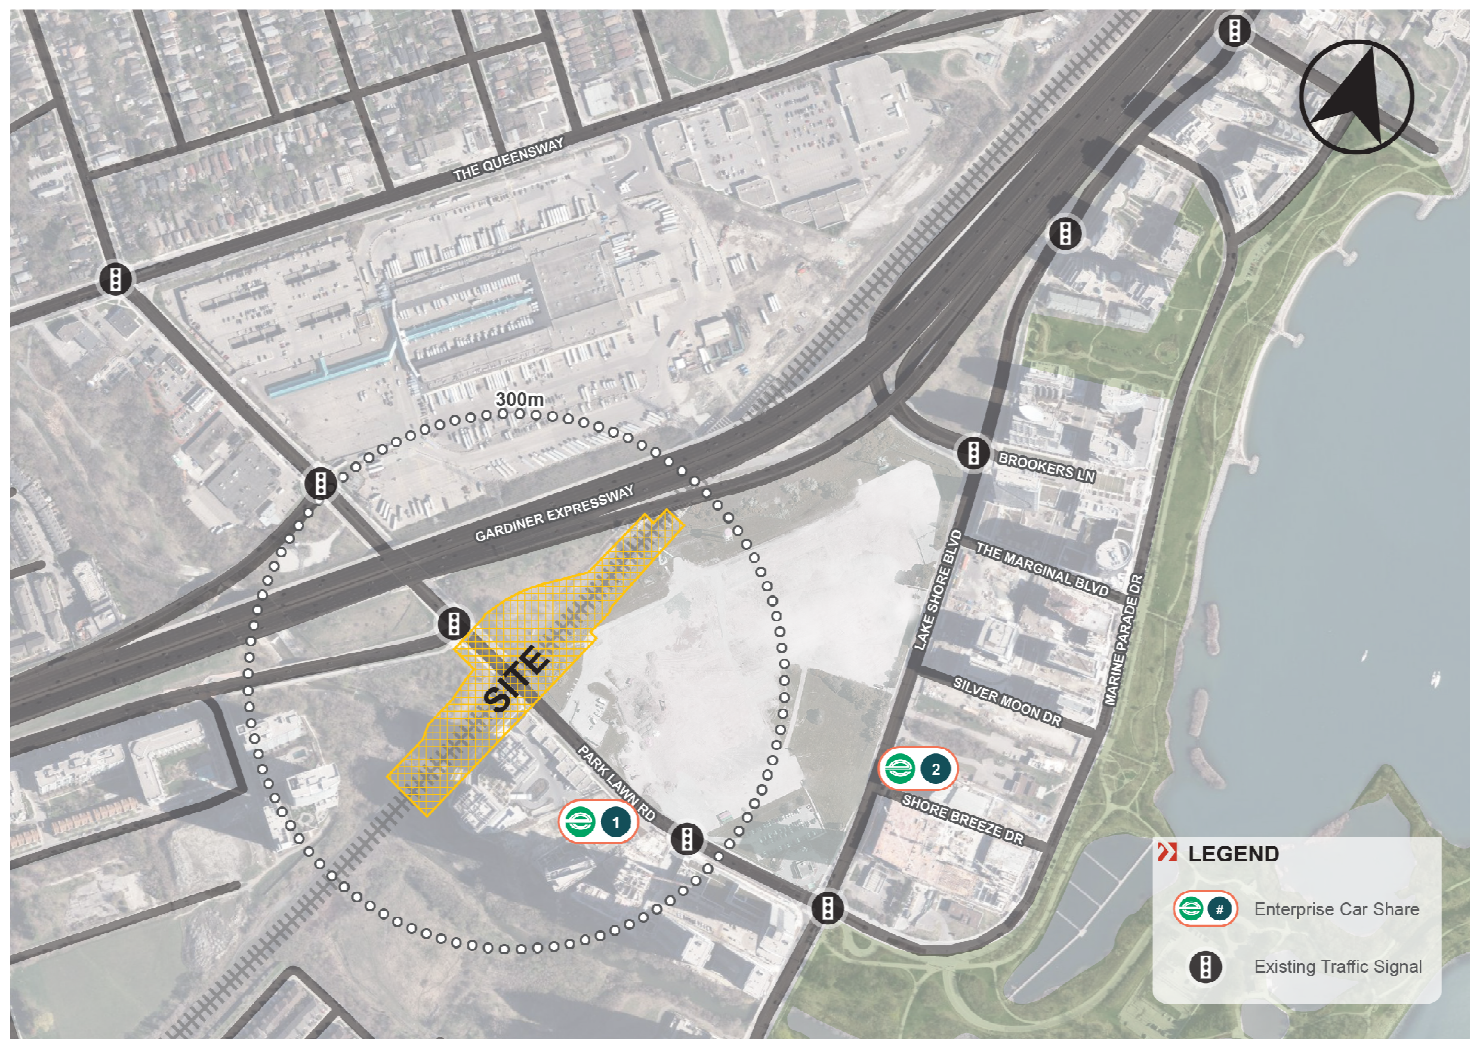 THE QUEENSWAY
300m
GARDINER EXPRESSWAY
BROOKERS LN
LAKE SHORE BLVD
THE MARGINAL BLVD
MARINE PARADE DR
SITE
SILVER MOON DR
PARK LAWN RD
2
SHORE BREEZE DR
1
LEGEND
# Enterprise Car Share
Existing Traffic Signal